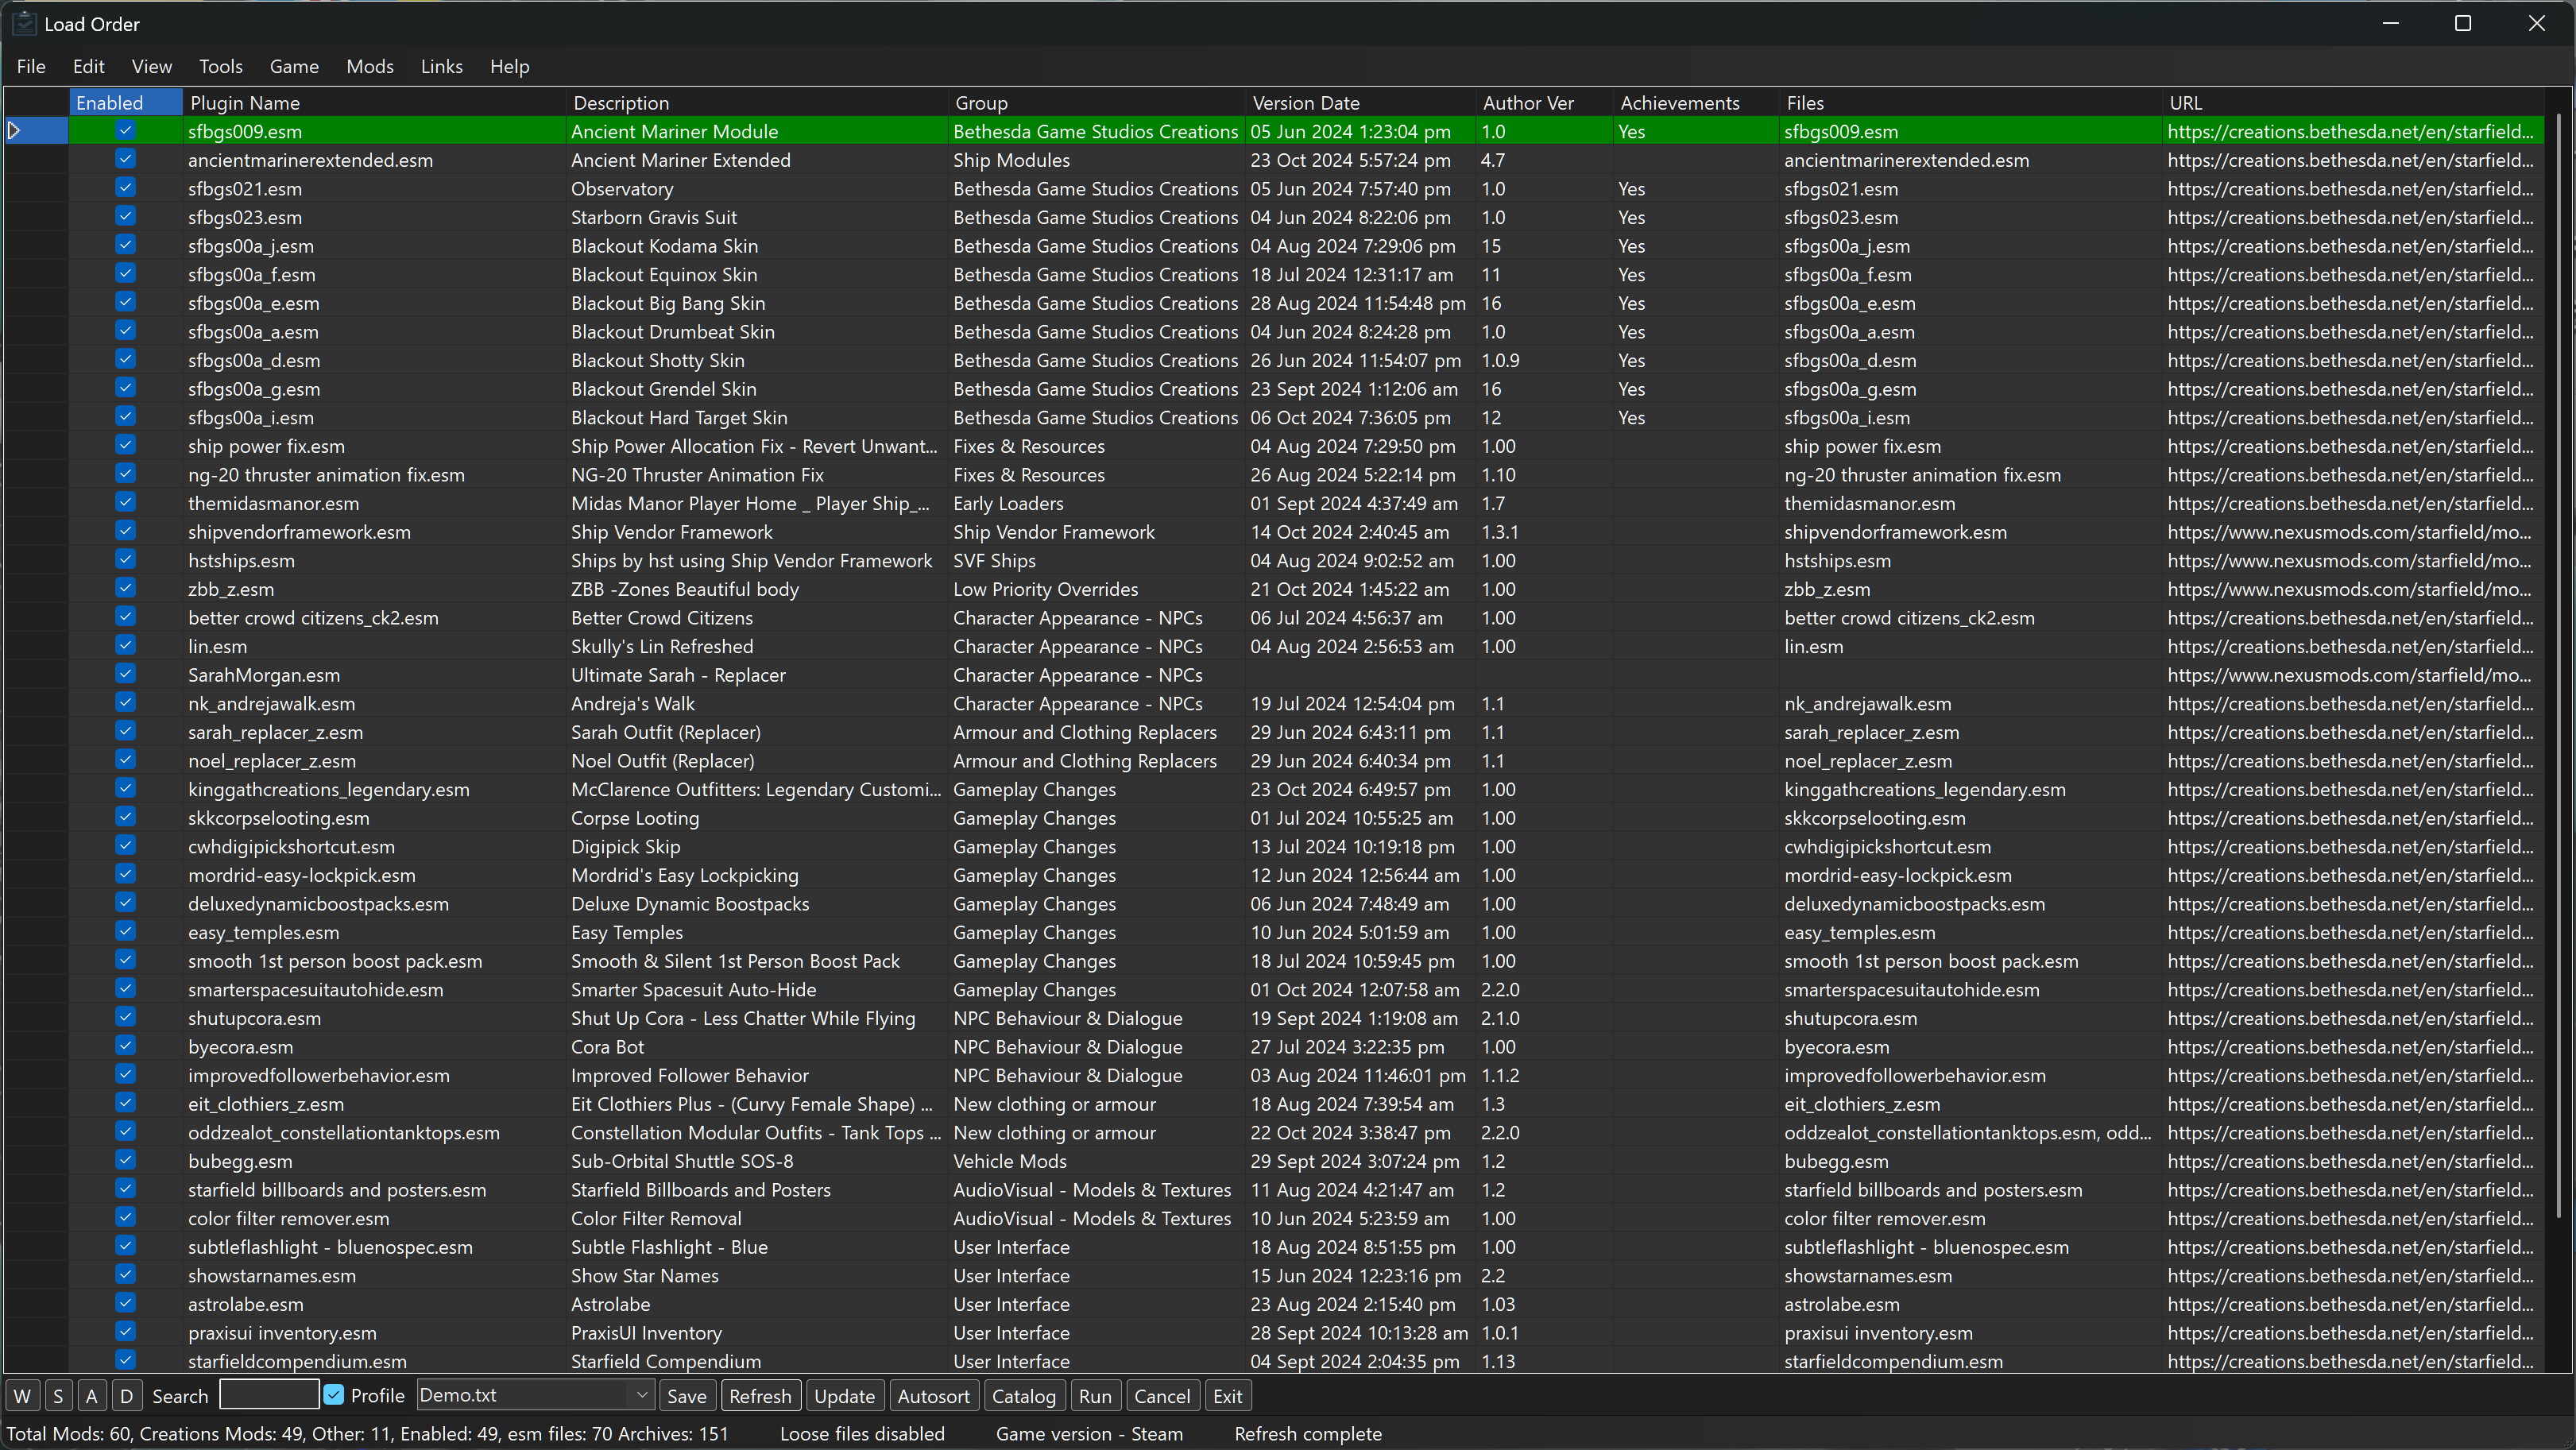 Load Order
File Edit View Tools Game Mods Links Help
Enabled Plugin Name Description Group Version Date Author Ver Achievements Files URL
sfbgs009.esm Ancient Mariner Module Bethesda Game Studios Creations 05 Jun 2024 1:23:04 pm 1.0 Yes sfbgs009.esm https://creations.bethesda.net/en/starfield...
ancientmarinerextended.esm Ancient Mariner Extended Ship Modules 23 Oct 2024 5:57:24 pm 4.7 ancientmarinerextended.esm https://creations.bethesda.net/en/starfield...
sfbgs021.esm Observatory Bethesda Game Studios Creations 05 Jun 2024 7:57:40 pm 1.0 Yes sfbgs021.esm https://creations.bethesda.net/en/starfield...
sfbgs023.esm Starborn Gravis Suit Bethesda Game Studios Creations 04 Jun 2024 8:22:06 pm 1.0 Yes sfbgs023.esm https://creations.bethesda.net/en/starfield...
sfbgs00a_j.esm Blackout Kodama Skin Bethesda Game Studios Creations 04 Aug 2024 7:29:06 pm 15 Yes sfbgs00a_j.esm https://creations.bethesda.net/en/starfield...
sfbgs00a_f.esm Blackout Equinox Skin Bethesda Game Studios Creations 18 Jul 2024 12:31:17 am 11 Yes sfbgs00a_f.esm https://creations.bethesda.net/en/starfield...
sfbgs00a_e.esm Blackout Big Bang Skin Bethesda Game Studios Creations 28 Aug 2024 11:54:48 pm 16 Yes sfbgs00a_e.esm https://creations.bethesda.net/en/starfield...
sfbgs00a_a.esm Blackout Drumbeat Skin Bethesda Game Studios Creations 04 Jun 2024 8:24:28 pm 1.0 Yes sfbgs00a_a.esm https://creations.bethesda.net/en/starfield...
sfbgs00a_d.esm Blackout Shotty Skin Bethesda Game Studios Creations 26 Jun 2024 11:54:07 pm 1.0.9 Yes sfbgs00a_d.esm https://creations.bethesda.net/en/starfield...
sfbgs00a_g.esm Blackout Grendel Skin Bethesda Game Studios Creations 23 Sept 2024 1:12:06 am 16 Yes sfbgs00a_g.esm https://creations.bethesda.net/en/starfield...
sfbgs00a_i.esm Blackout Hard Target Skin Bethesda Game Studios Creations 06 Oct 2024 7:36:05 pm 12 Yes sfbgs00a_i.esm https://creations.bethesda.net/en/starfield...
ship power fix.esm Ship Power Allocation Fix - Revert Unwant... Fixes & Resources 04 Aug 2024 7:29:50 pm 1.00 ship power fix.esm https://creations.bethesda.net/en/starfield...
ng-20 thruster animation fix.esm NG-20 Thruster Animation Fix Fixes & Resources 26 Aug 2024 5:22:14 pm 1.10 ng-20 thruster animation fix.esm https://creations.bethesda.net/en/starfield...
themidasmanor.esm Midas Manor Player Home _ Player Ship_... Early Loaders 01 Sept 2024 4:37:49 am 1.7 themidasmanor.esm https://creations.bethesda.net/en/starfield...
shipvendorframework.esm Ship Vendor Framework Ship Vendor Framework 14 Oct 2024 2:40:45 am 1.3.1 shipvendorframework.esm https://www.nexusmods.com/starfield/mo...
hstships.esm Ships by hst using Ship Vendor Framework SVF Ships 04 Aug 2024 9:02:52 am 1.00 hstships.esm https://www.nexusmods.com/starfield/mo...
zbb_z.esm ZBB -Zones Beautiful body Low Priority Overrides 21 Oct 2024 1:45:22 am 1.00 zbb_z.esm https://www.nexusmods.com/starfield/mo...
better crowd citizens_ck2.esm Better Crowd Citizens Character Appearance - NPCs 06 Jul 2024 4:56:37 am 1.00 better crowd citizens_ck2.esm https://creations.bethesda.net/en/starfield...
lin.esm Skully's Lin Refreshed Character Appearance - NPCs 04 Aug 2024 2:56:53 am 1.00 lin.esm https://creations.bethesda.net/en/starfield...
SarahMorgan.esm Ultimate Sarah - Replacer Character Appearance - NPCs https://www.nexusmods.com/starfield/mo...
nk_andrejawalk.esm Andreja's Walk Character Appearance - NPCs 19 Jul 2024 12:54:04 pm 1.1 nk_andrejawalk.esm https://creations.bethesda.net/en/starfield...
sarah_replacer_z.esm Sarah Outfit (Replacer) Armour and Clothing Replacers 29 Jun 2024 6:43:11 pm 1.1 sarah_replacer_z.esm https://creations.bethesda.net/en/starfield...
noel_replacer_z.esm Noel Outfit (Replacer) Armour and Clothing Replacers 29 Jun 2024 6:40:34 pm 1.1 noel_replacer_z.esm https://creations.bethesda.net/en/starfield...
kinggathcreations_legendary.esm McClarence Outfitters: Legendary Customi... Gameplay Changes 23 Oct 2024 6:49:57 pm 1.00 kinggathcreations_legendary.esm https://creations.bethesda.net/en/starfield...
skkcorpselooting.esm Corpse Looting Gameplay Changes 01 Jul 2024 10:55:25 am 1.00 skkcorpselooting.esm https://creations.bethesda.net/en/starfield...
cwhdigipickshortcut.esm Digipick Skip Gameplay Changes 13 Jul 2024 10:19:18 pm 1.00 cwhdigipickshortcut.esm https://creations.bethesda.net/en/starfield...
mordrid-easy-lockpick.esm Mordrid's Easy Lockpicking Gameplay Changes 12 Jun 2024 12:56:44 am 1.00 mordrid-easy-lockpick.esm https://creations.bethesda.net/en/starfield...
deluxedynamicboostpacks.esm Deluxe Dynamic Boostpacks Gameplay Changes 06 Jun 2024 7:48:49 am 1.00 deluxedynamicboostpacks.esm https://creations.bethesda.net/en/starfield...
easy_temples.esm Easy Temples Gameplay Changes 10 Jun 2024 5:01:59 am 1.00 easy_temples.esm https://creations.bethesda.net/en/starfield...
smooth 1st person boost pack.esm Smooth & Silent 1st Person Boost Pack Gameplay Changes 18 Jul 2024 10:59:45 pm 1.00 smooth 1st person boost pack.esm https://creations.bethesda.net/en/starfield...
smarterspacesuitautohide.esm Smarter Spacesuit Auto-Hide Gameplay Changes 01 Oct 2024 12:07:58 am 2.2.0 smarterspacesuitautohide.esm https://creations.bethesda.net/en/starfield...
shutupcora.esm Shut Up Cora - Less Chatter While Flying NPC Behaviour & Dialogue 19 Sept 2024 1:19:08 am 2.1.0 shutupcora.esm https://creations.bethesda.net/en/starfield...
byecora.esm Cora Bot NPC Behaviour & Dialogue 27 Jul 2024 3:22:35 pm 1.00 byecora.esm https://creations.bethesda.net/en/starfield...
improvedfollowerbehavior.esm Improved Follower Behavior NPC Behaviour & Dialogue 03 Aug 2024 11:46:01 pm 1.1.2 improvedfollowerbehavior.esm https://creations.bethesda.net/en/starfield...
eit_clothiers_z.esm Eit Clothiers Plus - (Curvy Female Shape) ... New clothing or armour 18 Aug 2024 7:39:54 am 1.3 eit_clothiers_z.esm https://creations.bethesda.net/en/starfield...
oddzealot_constellationtanktops.esm Constellation Modular Outfits - Tank Tops ... New clothing or armour 22 Oct 2024 3:38:47 pm 2.2.0 oddzealot_constellationtanktops.esm, odd... https://creations.bethesda.net/en/starfield...
bubegg.esm Sub-Orbital Shuttle SOS-8 Vehicle Mods 29 Sept 2024 3:07:24 pm 1.2 bubegg.esm https://creations.bethesda.net/en/starfield...
starfield billboards and posters.esm Starfield Billboards and Posters AudioVisual - Models & Textures 11 Aug 2024 4:21:47 am 1.2 starfield billboards and posters.esm https://creations.bethesda.net/en/starfield...
color filter remover.esm Color Filter Removal AudioVisual - Models & Textures 10 Jun 2024 5:23:59 am 1.00 color filter remover.esm https://creations.bethesda.net/en/starfield...
subtleflashlight - bluenospec.esm Subtle Flashlight - Blue User Interface 18 Aug 2024 8:51:55 pm 1.00 subtleflashlight - bluenospec.esm https://creations.bethesda.net/en/starfield...
showstarnames.esm Show Star Names User Interface 15 Jun 2024 12:23:16 pm 2.2 showstarnames.esm https://creations.bethesda.net/en/starfield...
astrolabe.esm Astrolabe User Interface 23 Aug 2024 2:15:40 pm 1.03 astrolabe.esm https://creations.bethesda.net/en/starfield...
praxisui inventory.esm PraxisUI Inventory User Interface 28 Sept 2024 10:13:28 am 1.0.1 praxisui inventory.esm https://creations.bethesda.net/en/starfield...
starfieldcompendium.esm Starfield Compendium User Interface 04 Sept 2024 2:04:35 pm 1.13 starfieldcompendium.esm https://creations.bethesda.net/en/starfield...
W S A D Search Profile Demo.txt Save Refresh Update Autosort Catalog Run Cancel Exit
Total Mods: 60, Creations Mods: 49, Other: 11, Enabled: 49, esm files: 70 Archives: 151 Loose files disabled Game version - Steam Refresh complete